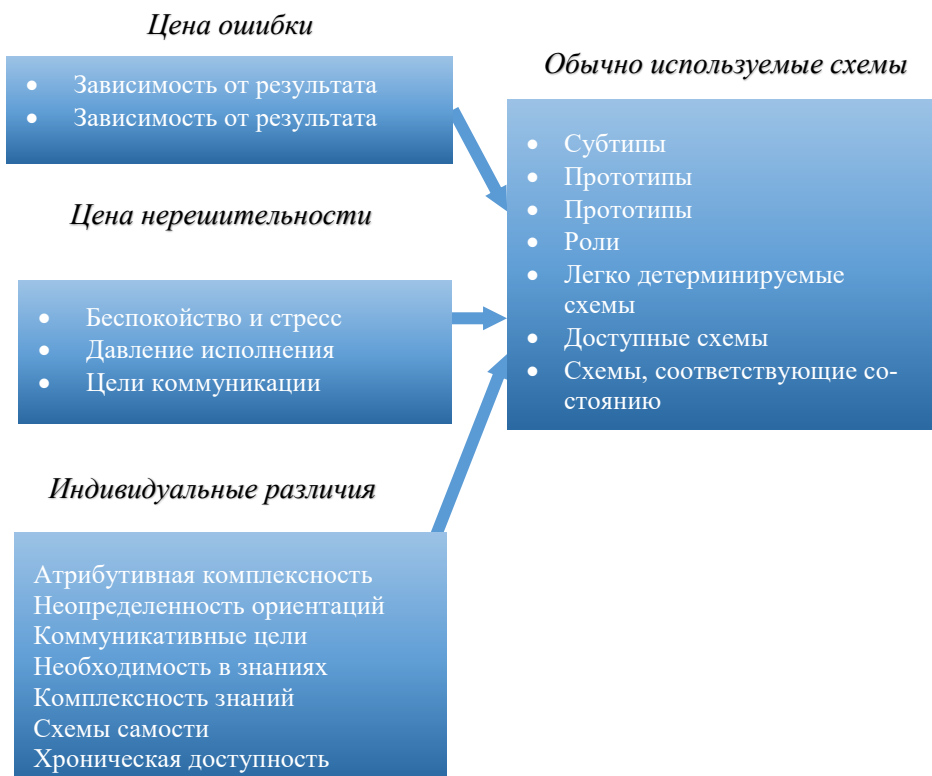 Цена ошибки
Зависимость от результата
Зависимость от результата
Цена нерешительности
Беспокойство и стресс
Давление исполнения
Цели коммуникации
Индивидуальные различия
Атрибутивная комплексность
Неопределенность ориентаций
Коммуникативные цели
Необходимость в знаниях
Комплексность знаний
Схемы самости
Хроническая доступность
Обычно используемые схемы
Субтипы
Прототипы
Прототипы
Роли
Легко детерминируемые
схемы
Доступные схемы
Схемы, соответствующие со-
стоянию